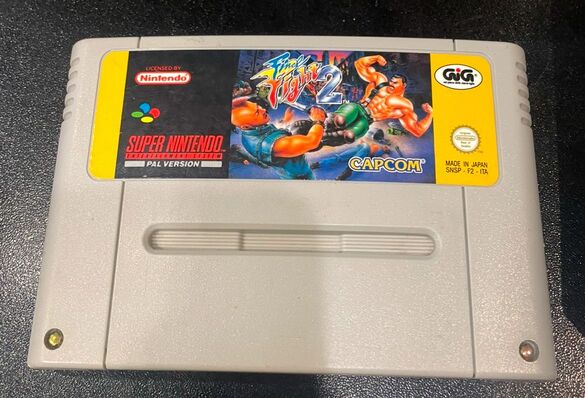 LICENSED BY
Nintendo
SUPER NINTENDO
ENTERTAINMENT SYSTEM
PAL VERSION
Final
Fight
2
CAPCOM
GIG
MADE IN JAPAN
SNSP - F2 - ITA